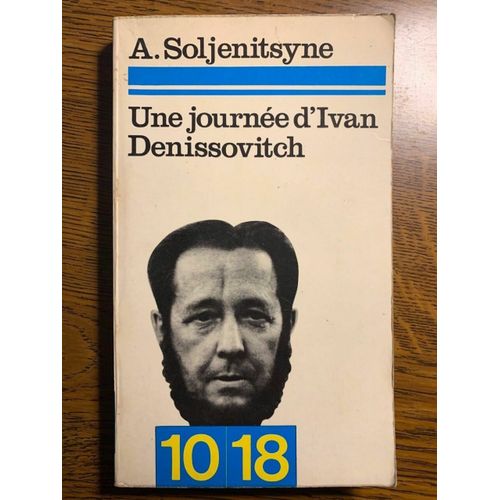 A. Soljenitsyne
Une journée d'Ivan
Denissovitch
10 18